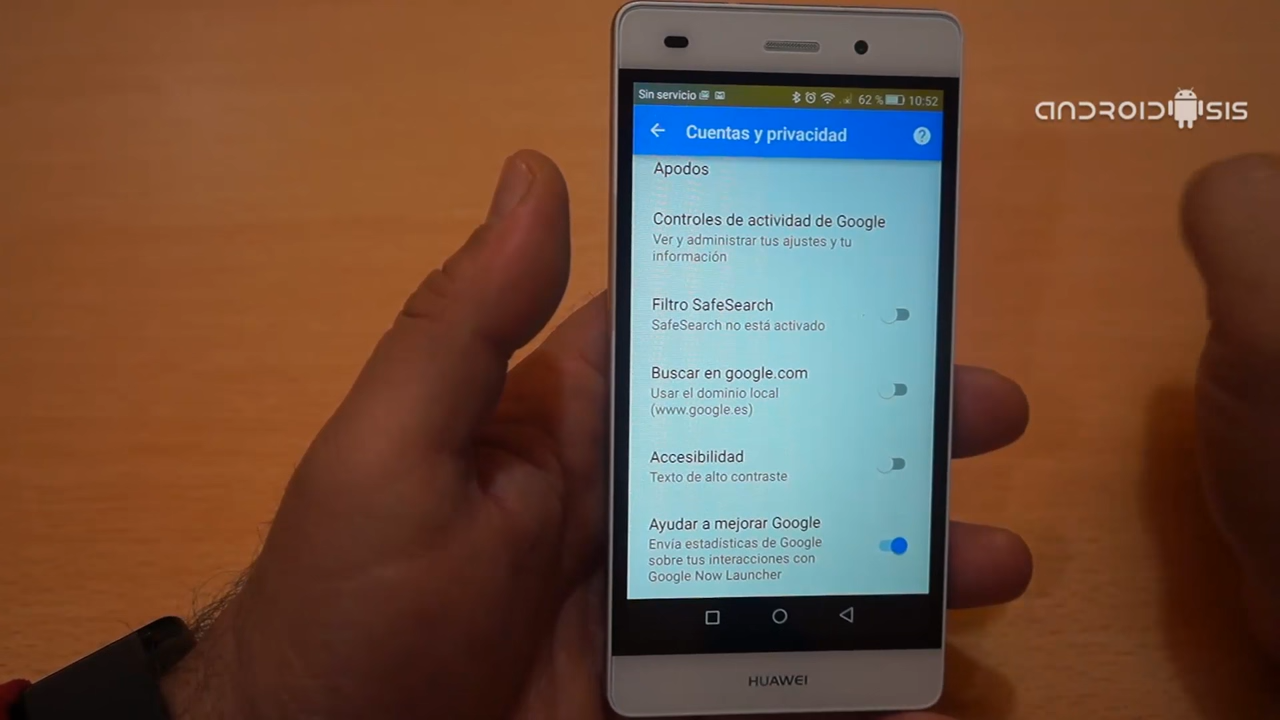 Sin servicio 62 % 10:52
ANDROIDSIS
Cuentas y privacidad ?
Apodos
Controles de actividad de Google
Ver y administrar tus ajustes y tu
información
Filtro SafeSearch
SafeSearch no está activado
Buscar en google.com
Usar el dominio local
(www.google.es)
Accesibilidad
Texto de alto contraste
Ayudar a mejorar Google
Envía estadísticas de Google
sobre tus interacciones con
Google Now Launcher
HUAWEI